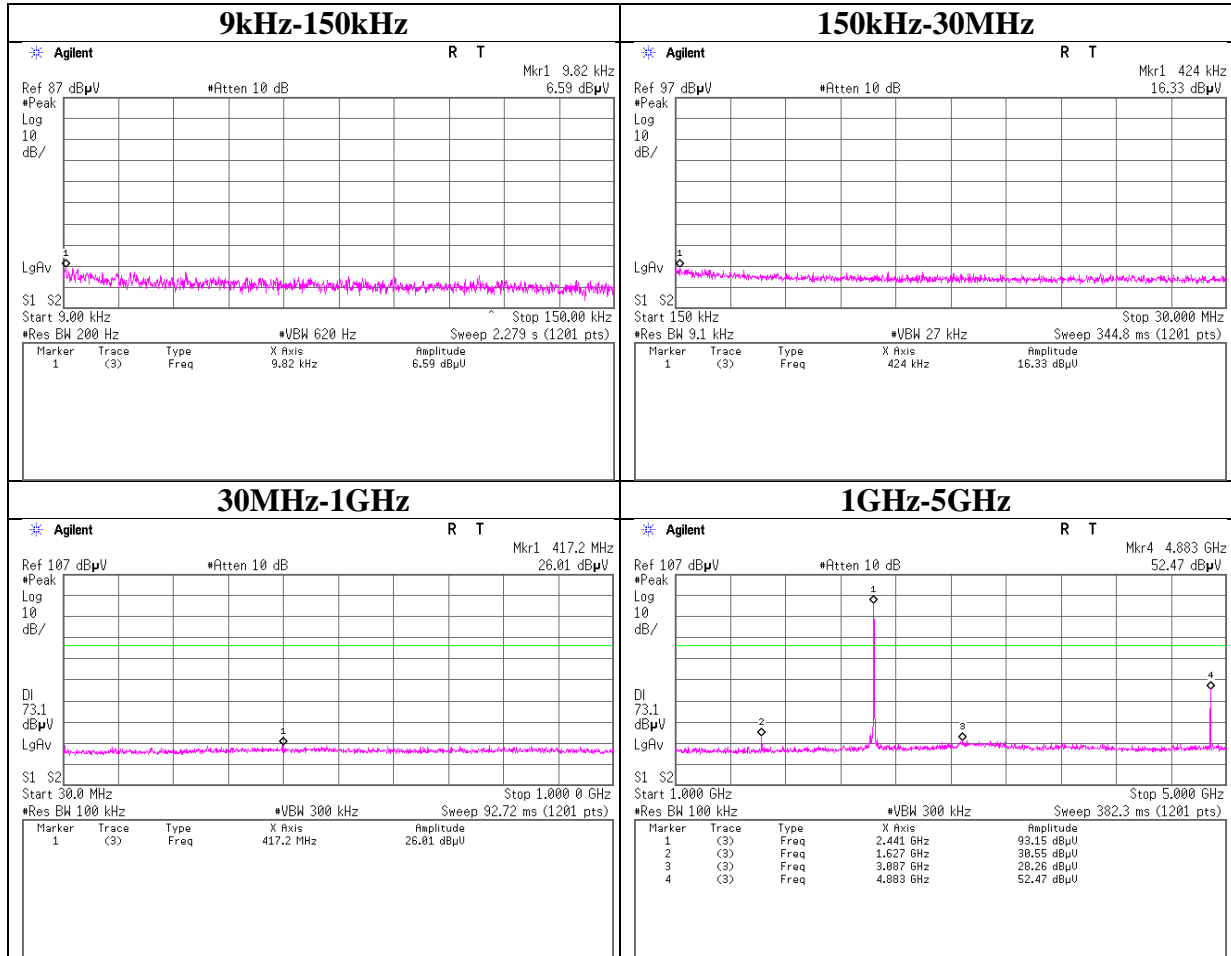 9kHz-150kHz
Agilent
R T
Mkr1 9.82 kHz
Ref 87 dBµV #Atten 10 dB 6.59 dBµV
#Peak
Log
10
dB/
1
LgAv
S1 S2
Start 9.00 kHz ^ Stop 150.00 kHz
#Res BW 200 Hz #VBW 620 Hz Sweep 2.279 s (1201 pts)
Marker Trace Type X Axis Amplitude
1 (3) Freq 9.82 kHz 6.59 dBµV
150kHz-30MHz
Agilent
R T
Mkr1 424 kHz
Ref 97 dBµV #Atten 10 dB 16.33 dBµV
#Peak
Log
10
dB/
1
LgAv
S1 S2
Start 150 kHz Stop 30.000 MHz
#Res BW 9.1 kHz #VBW 27 kHz Sweep 344.8 ms (1201 pts)
Marker Trace Type X Axis Amplitude
1 (3) Freq 424 kHz 16.33 dBµV
30MHz-1GHz
Agilent
R T
Mkr1 417.2 MHz
Ref 107 dBµV #Atten 10 dB 26.01 dBµV
#Peak
Log
10
dB/
DI
73.1
dBµV
1
LgAv
S1 S2
Start 30.0 MHz Stop 1.000 0 GHz
#Res BW 100 kHz #VBW 300 kHz Sweep 92.72 ms (1201 pts)
Marker Trace Type X Axis Amplitude
1 (3) Freq 417.2 MHz 26.01 dBµV
1GHz-5GHz
Agilent
R T
Mkr4 4.883 GHz
Ref 107 dBµV #Atten 10 dB 52.47 dBµV
#Peak
1
Log
10
dB/
4
DI
73.1
dBµV
2 3
LgAv
S1 S2
Start 1.000 GHz Stop 5.000 GHz
#Res BW 100 kHz #VBW 300 kHz Sweep 382.3 ms (1201 pts)
Marker Trace Type X Axis Amplitude
1 (3) Freq 2.441 GHz 93.15 dBµV
2 (3) Freq 1.627 GHz 30.55 dBµV
3 (3) Freq 3.087 GHz 28.26 dBµV
4 (3) Freq 4.883 GHz 52.47 dBµV